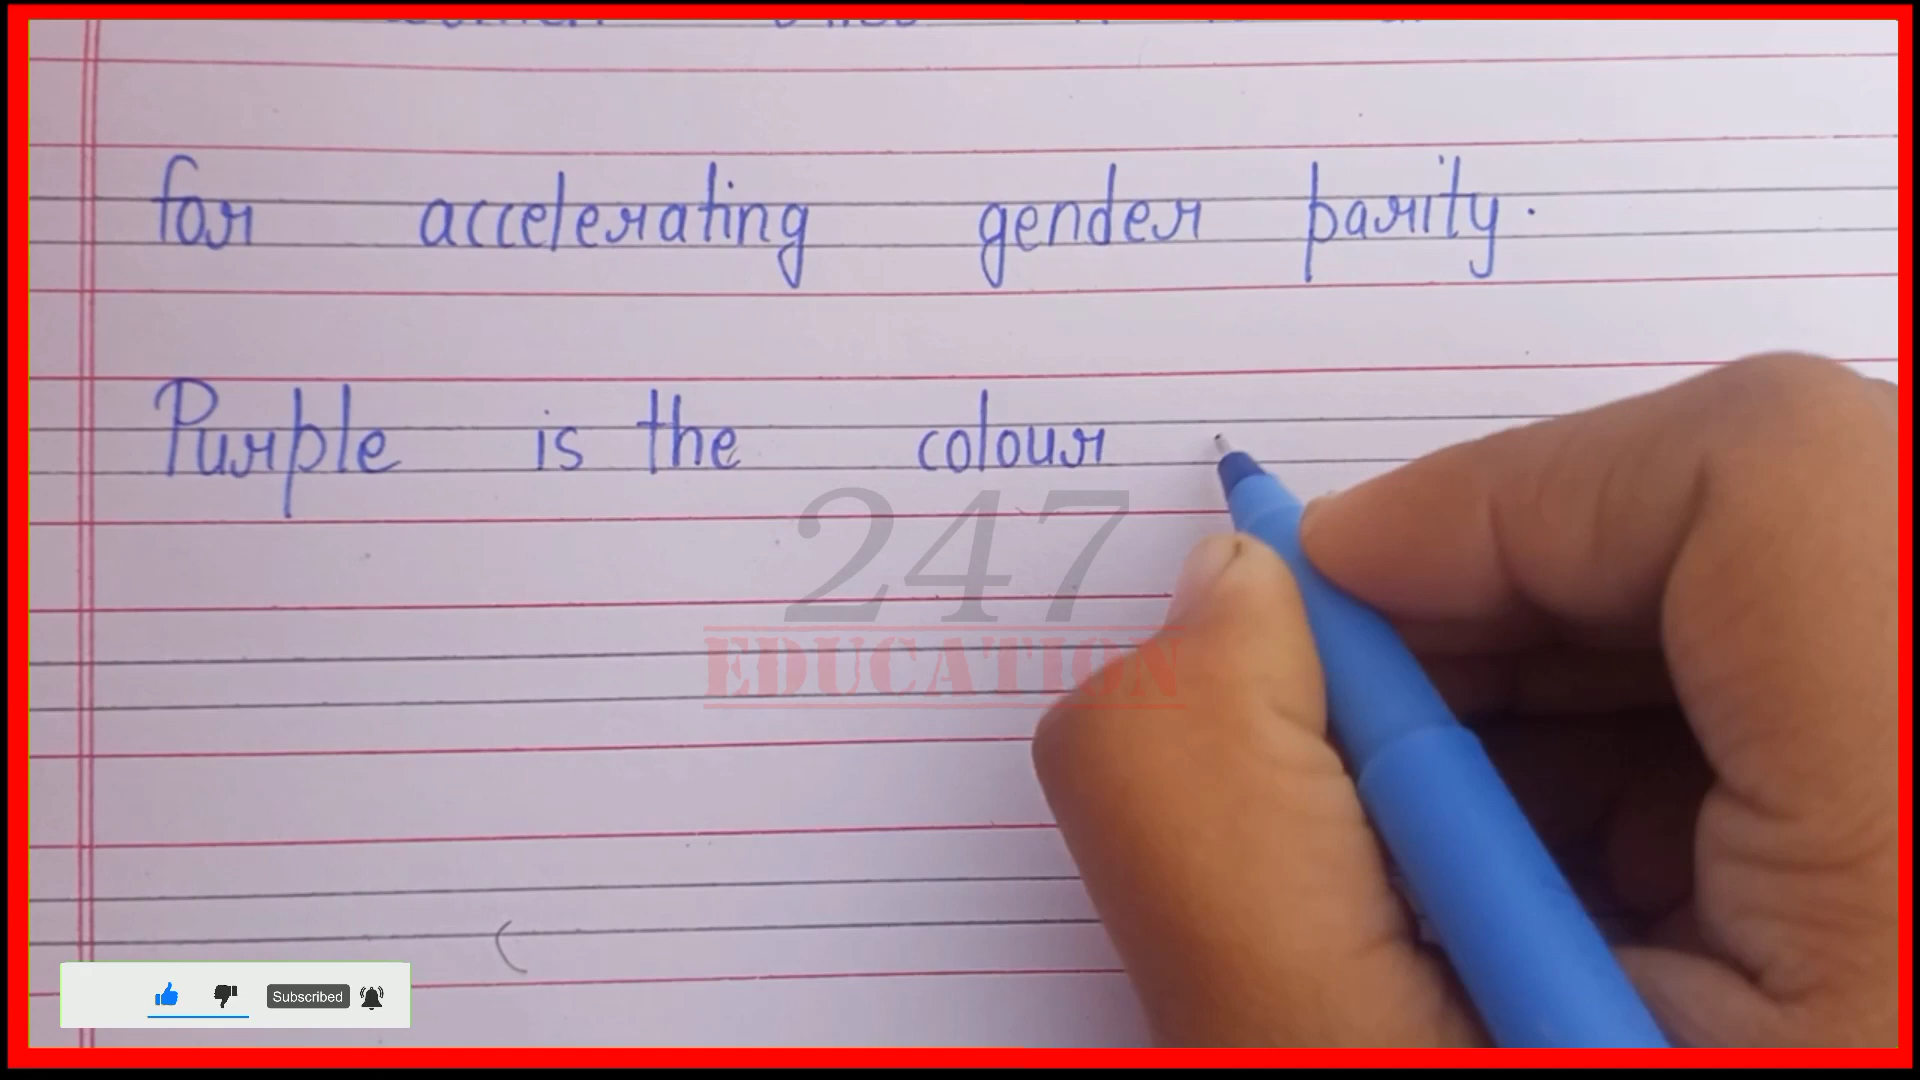 for accelerating gender parity.
Purple is the colour
247
EDUCATION
Subscribed